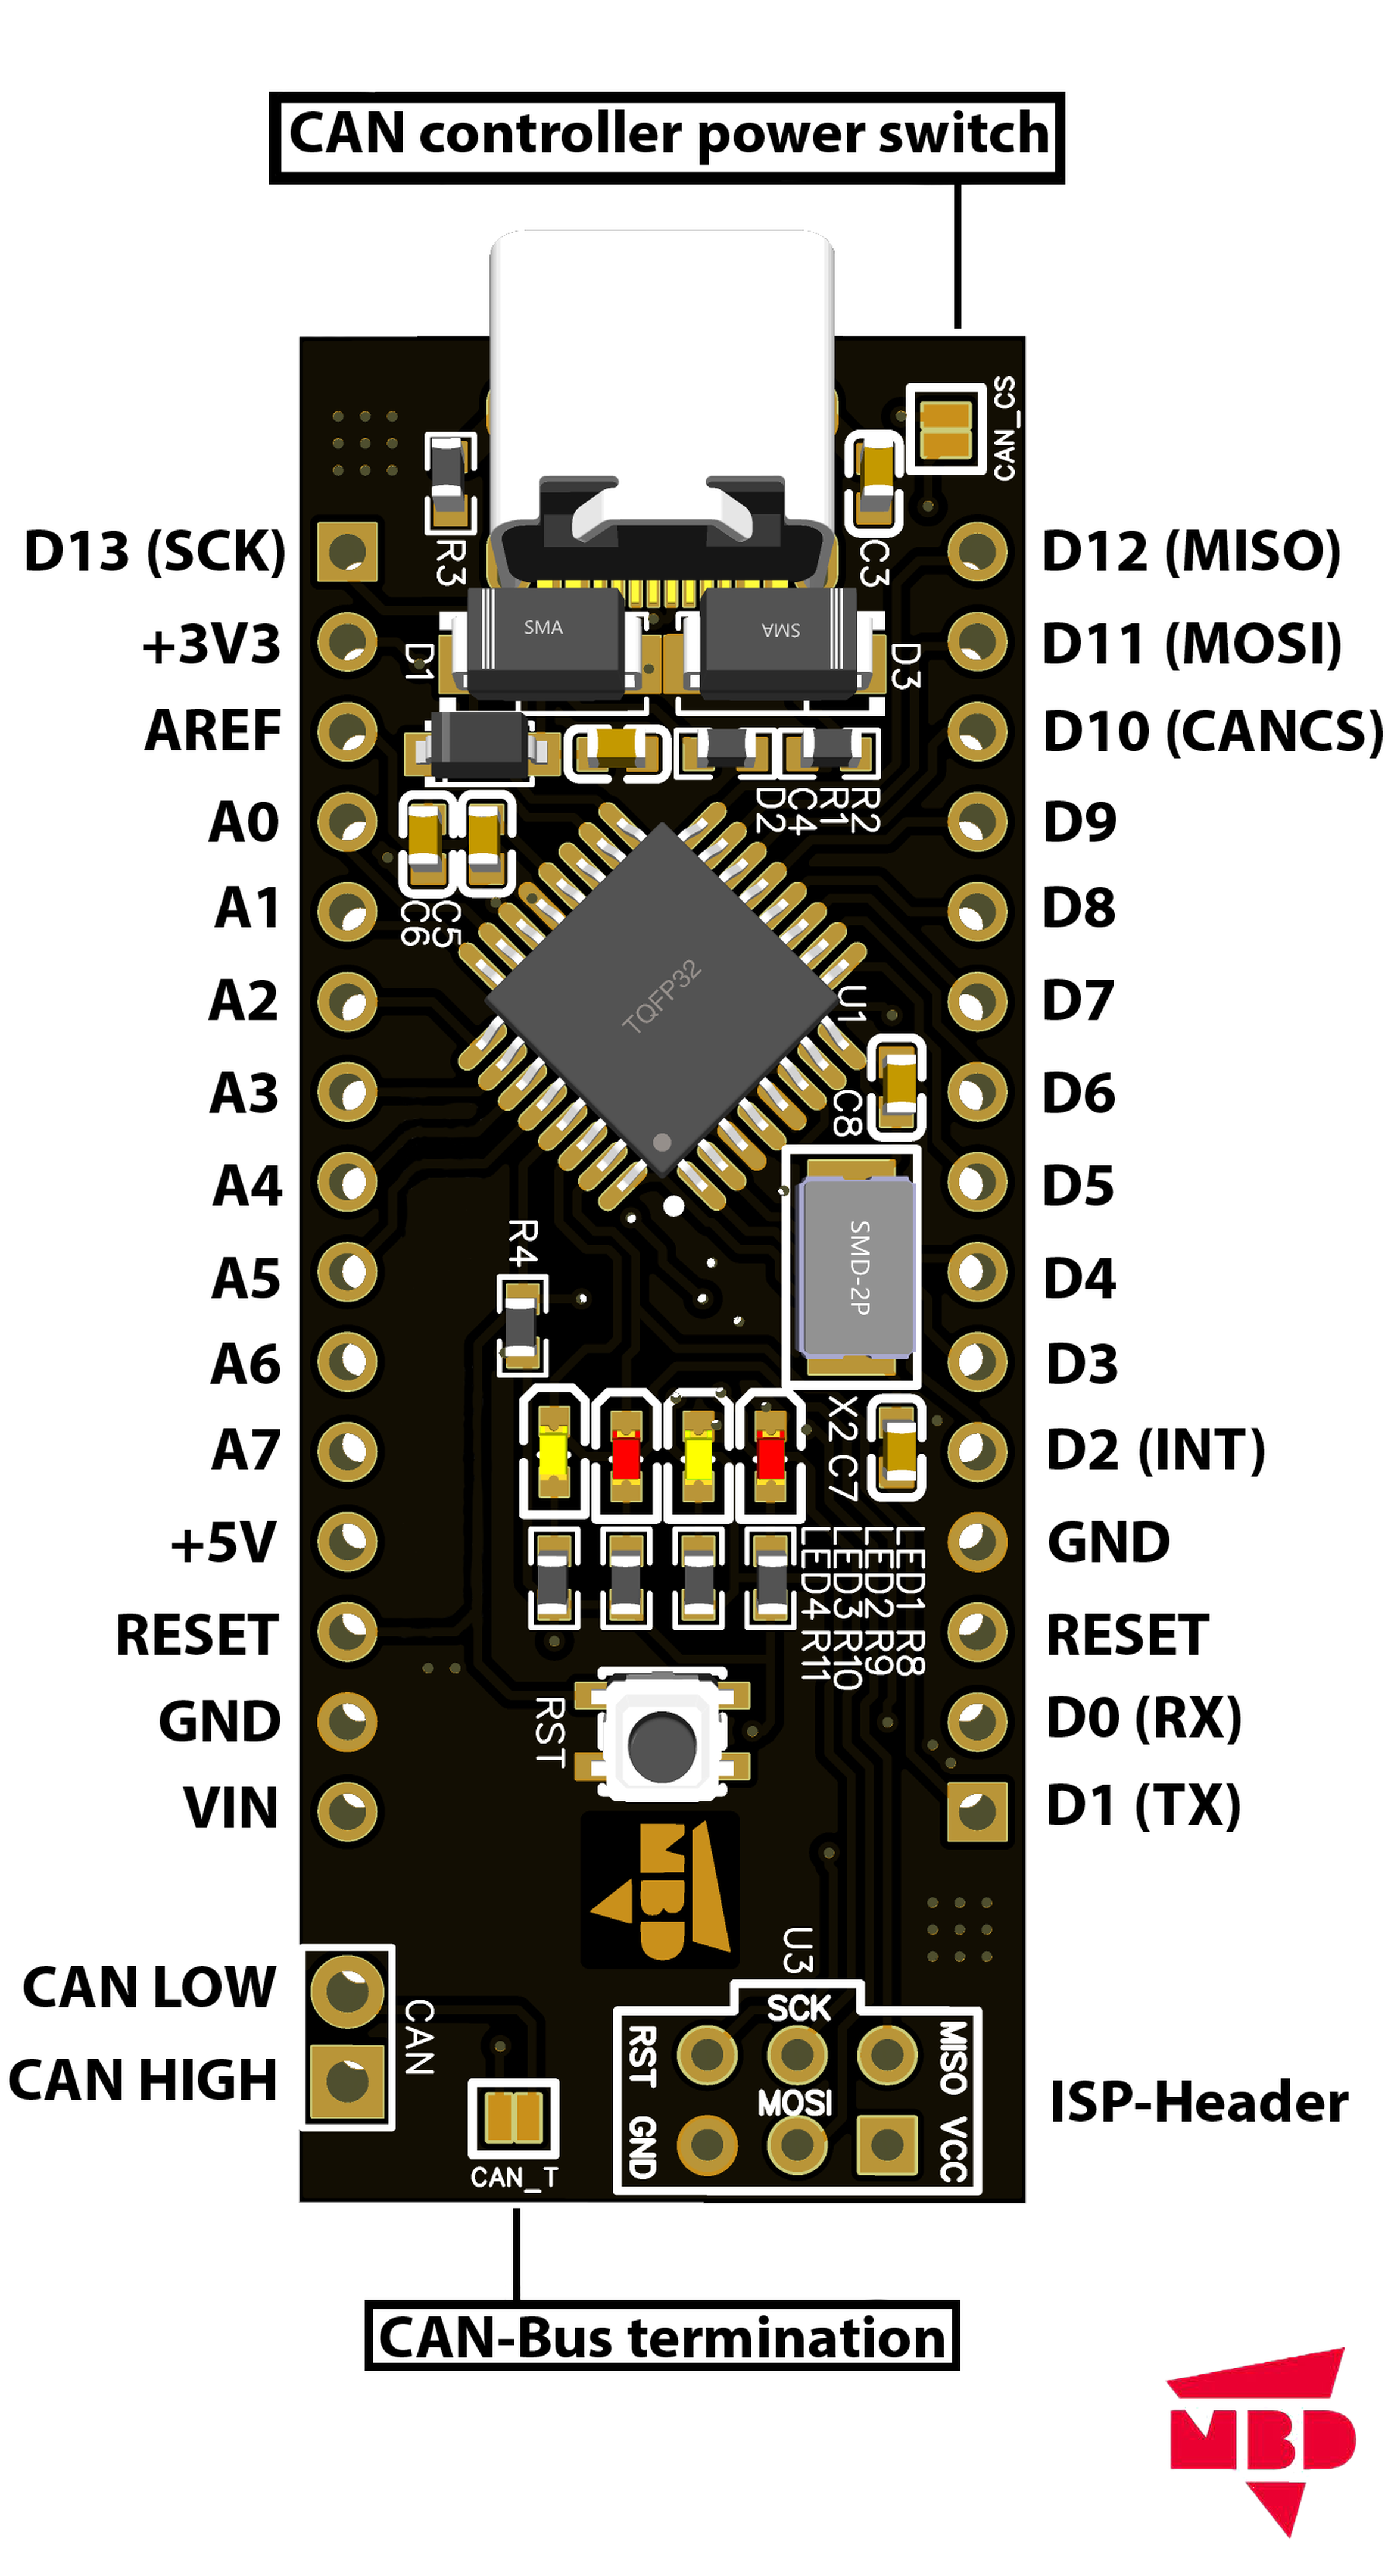 CAN controller power switch
CAN_CS
R3
C3
D13 (SCK)
D12 (MISO)
+3V3
D11 (MOSI)
SMA
SMA
D1
D3
AREF
D10 (CANCS)
D2
C4
R1
R2
A0
D9
A1
D8
C6
C5
TQFP32
U1
A2
D7
A3
D6
C8
A4
D5
R4
SMD-2P
A5
D4
A6
D3
X2 C7
A7
D2 (INT)
+5V
GND
LED4 R11
LED3 R10
LED2 R9
LED1 R8
RESET
RESET
RST
GND
D0 (RX)
VIN
D1 (TX)
MBD
U3
CAN LOW
CAN
SCK
RST
MISO
CAN HIGH
MOSI
ISP-Header
GND
VCC
CAN_T
CAN-Bus termination
MBD